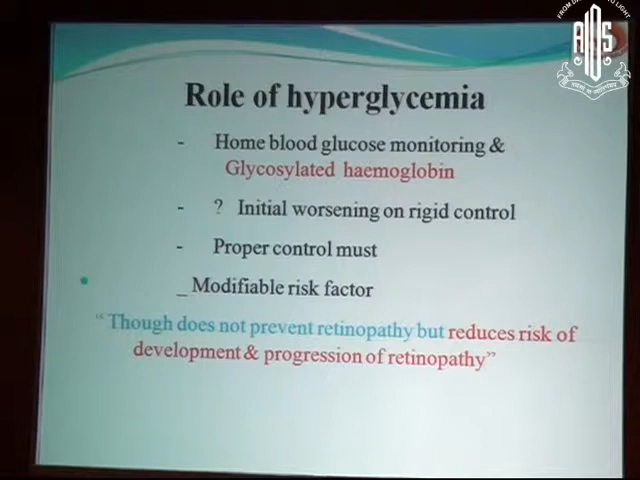 Role of hyperglycemia
- Home blood glucose monitoring &
Glycosylated haemoglobin
- ? Initial worsening on rigid control
- Proper control must
_ Modifiable risk factor
“Though does not prevent retinopathy but reduces risk of
development & progression of retinopathy”